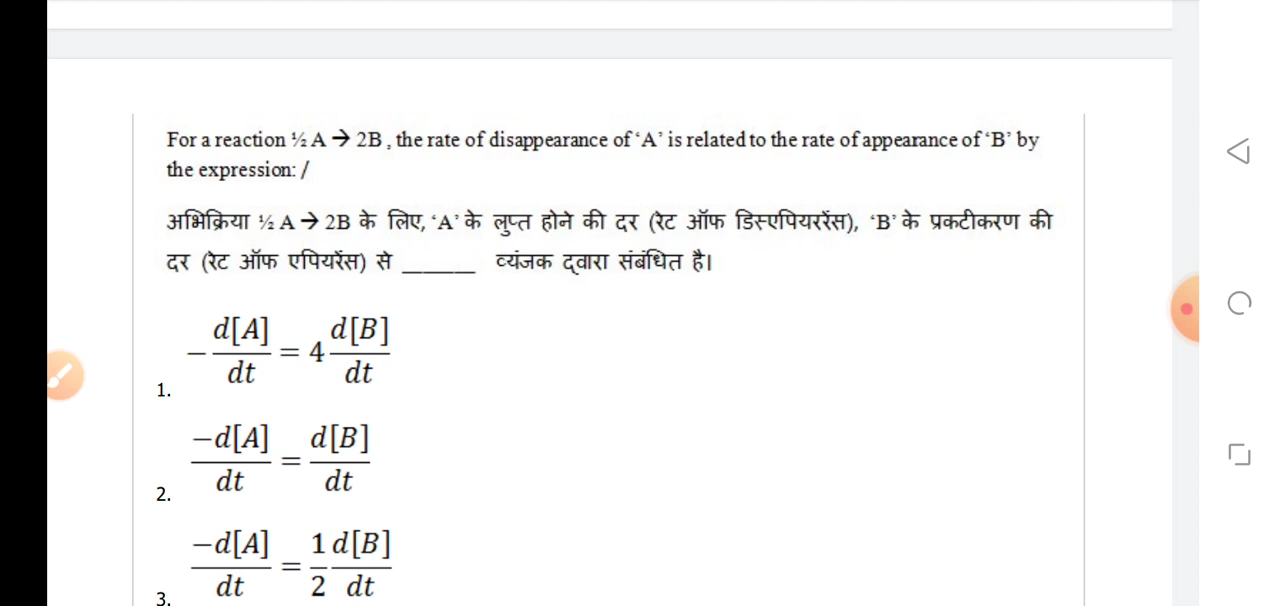 For a reaction ½ A → 2B , the rate of disappearance of ‘A’ is related to the rate of appearance of ‘B’ by
the expression: /
अभिक्रिया ½ A → 2B के लिए, ‘A’ के लुप्त होने की दर (रेट ऑफ डिस्एपियररेंस), ‘B’ के प्रकटीकरण की
दर (रेट ऑफ एपियरेंस) से ______ व्यंजक द्वारा संबंधित है।
1. − d[A]/dt = 4 d[B]/dt
2. −d[A]/dt = d[B]/dt
3. −d[A]/dt = 1/2 d[B]/dt